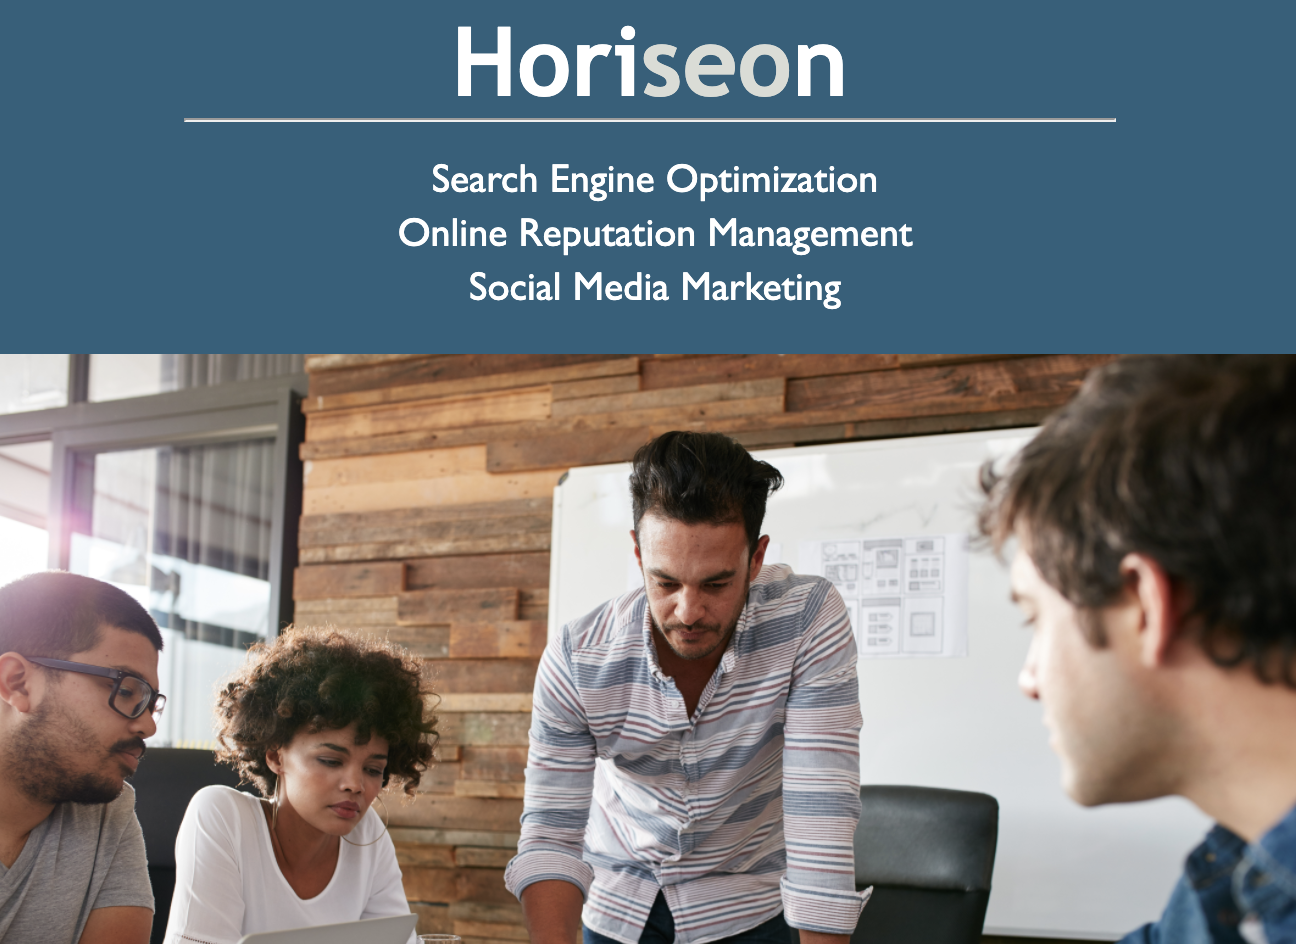 Horiseon
Search Engine Optimization
Online Reputation Management
Social Media Marketing